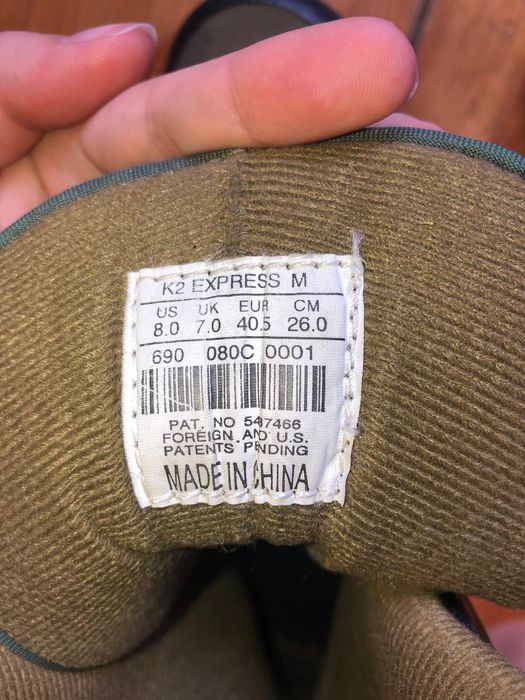 K2 EXPRESS M
US UK EUR CM
8.0 7.0 40.5 26.0
690 080C 0001
PAT. NO 5437466
FOREIGN AND U.S.
PATENTS PENDING
MADE IN CHINA